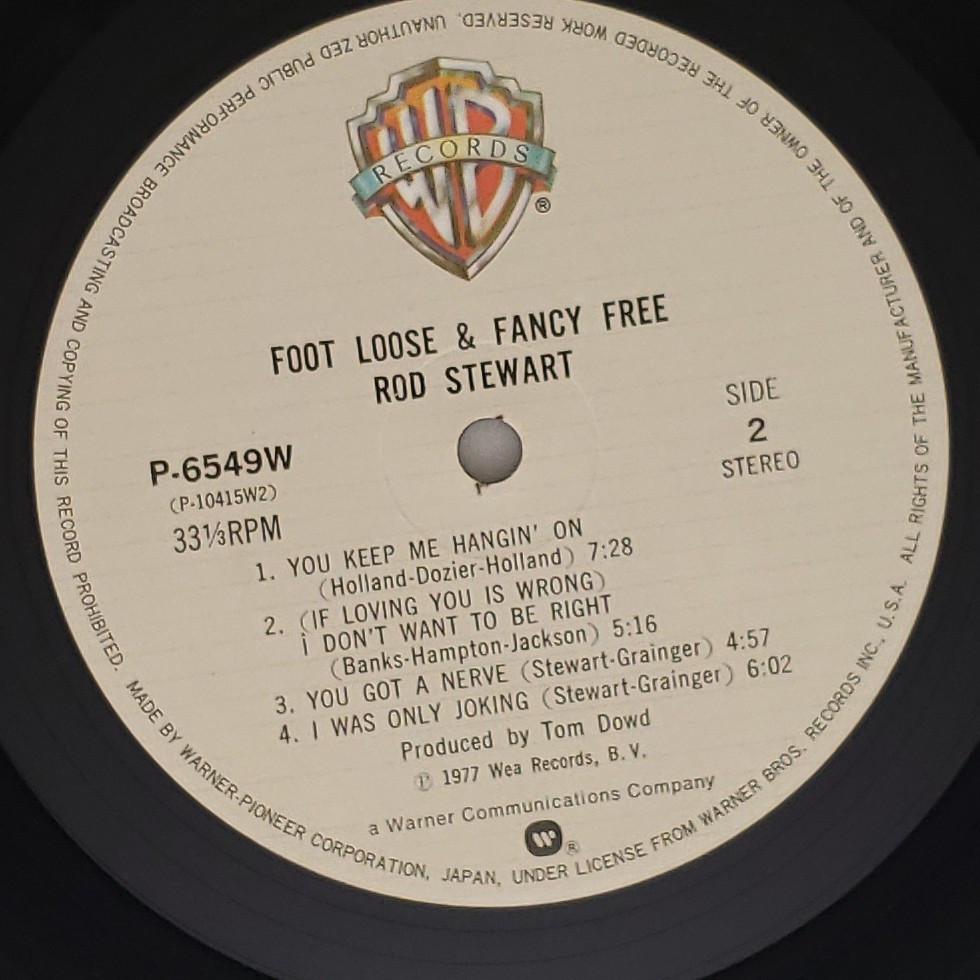 WB
RECORDS
®
FOOT LOOSE & FANCY FREE
ROD STEWART
SIDE
2
STEREO
P-6549W
(P-10415W2)
33⅓RPM
1. YOU KEEP ME HANGIN' ON
(Holland-Dozier-Holland) 7:28
2. (IF LOVING YOU IS WRONG)
i DON'T WANT TO BE RIGHT
(Banks-Hampton-Jackson) 5:16
3. YOU GOT A NERVE (Stewart-Grainger) 4:57
4. I WAS ONLY JOKING (Stewart-Grainger) 6:02
Produced by Tom Dowd
℗ 1977 Wea Records, B.V.
a Warner Communications Company
W ®
MADE BY WARNER-PIONEER CORPORATION, JAPAN, UNDER LICENSE FROM WARNER BROS. RECORDS INC., U.S.A. ALL RIGHTS OF THE MANUFACTURER AND OF THE OWNER OF THE RECORDED WORK RESERVED. UNAUTHOR ZED PUBLIC PERFORMANCE BROADCASTING AND COPYING OF THIS RECORD PROHIBITED.